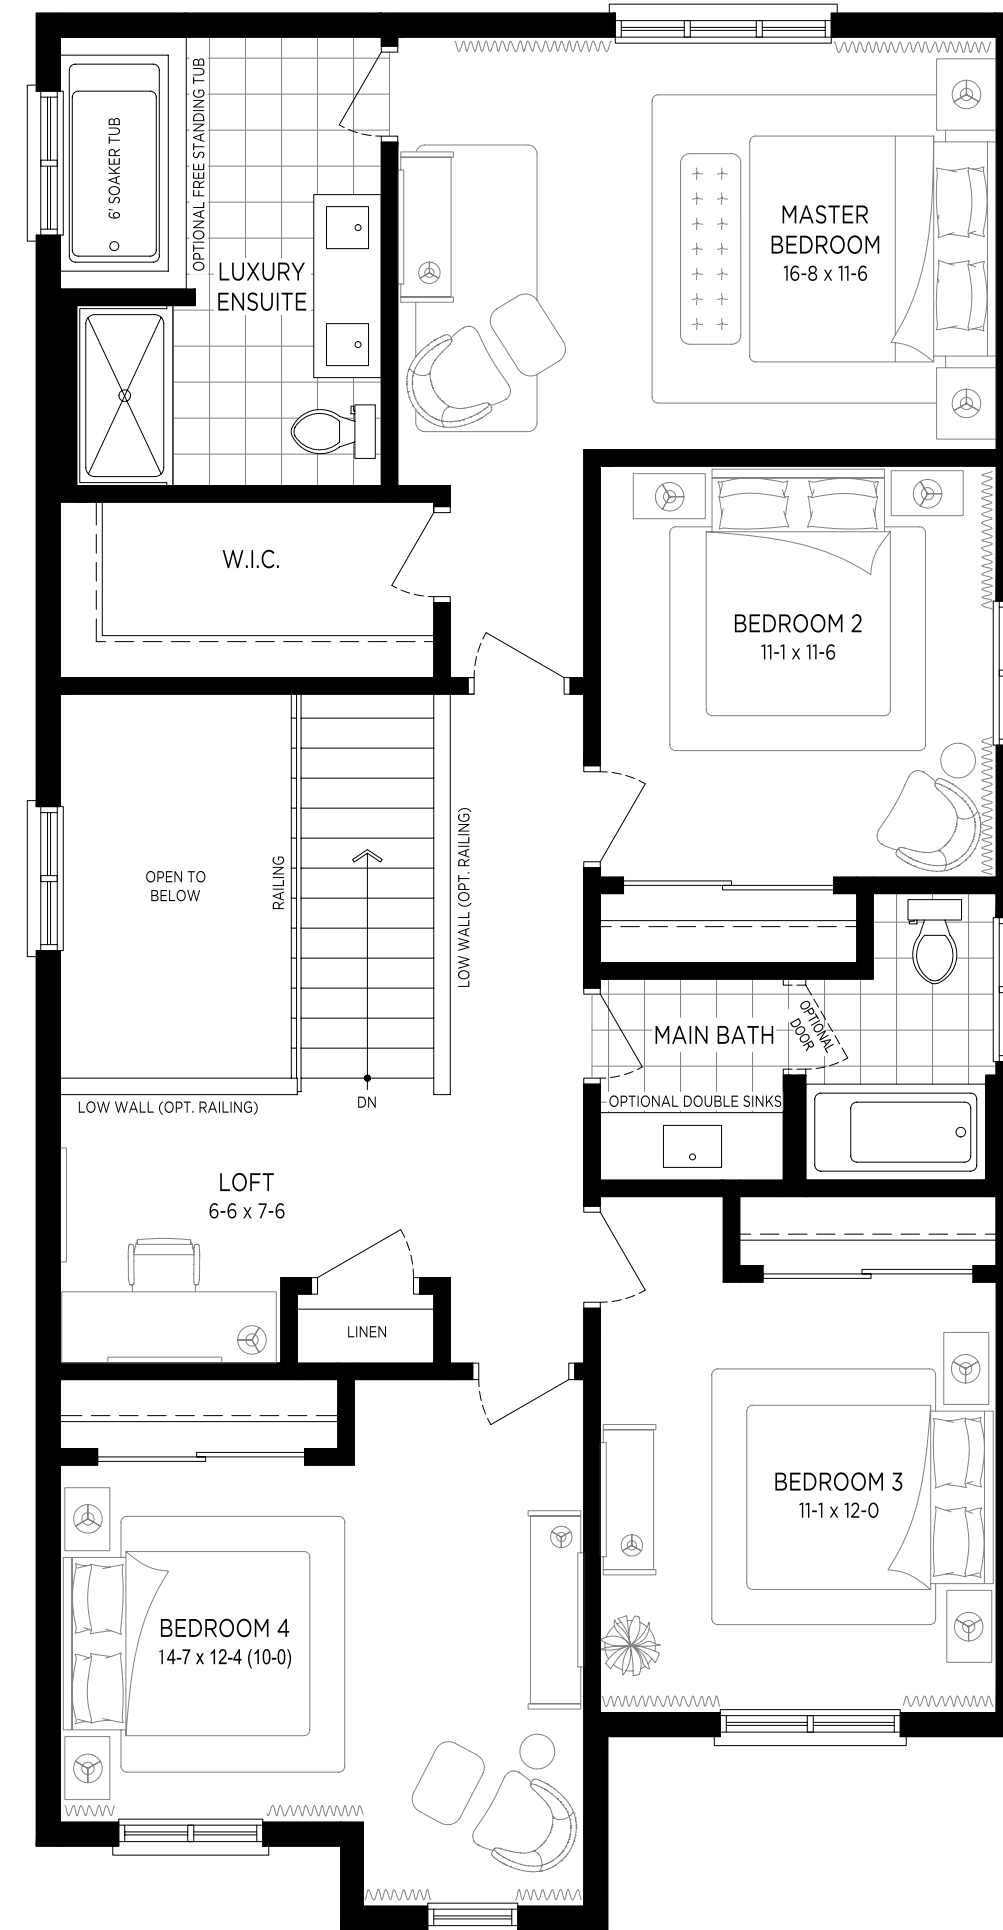 6' SOAKER TUB
OPTIONAL FREE STANDING TUB
LUXURY
ENSUITE
MASTER
BEDROOM
16-8 x 11-6
W.I.C.
BEDROOM 2
11-1 x 11-6
OPEN TO
BELOW
RAILING
LOW WALL (OPT. RAILING)
MAIN BATH
OPTIONAL
DOOR
OPTIONAL DOUBLE SINKS
DN
LOW WALL (OPT. RAILING)
LOFT
6-6 x 7-6
LINEN
BEDROOM 3
11-1 x 12-0
BEDROOM 4
14-7 x 12-4 (10-0)